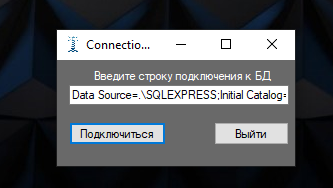 Connectio...
Введите строку подключения к БД
Data Source=.\SQLEXPRESS;Initial Catalog=
Подключиться Выйти